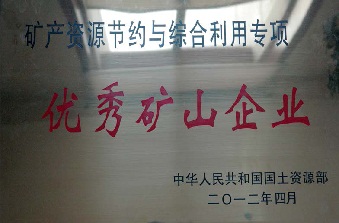 矿产资源节约与综合利用专项
优秀矿山企业
中华人民共和国国土资源部
二〇一二年四月